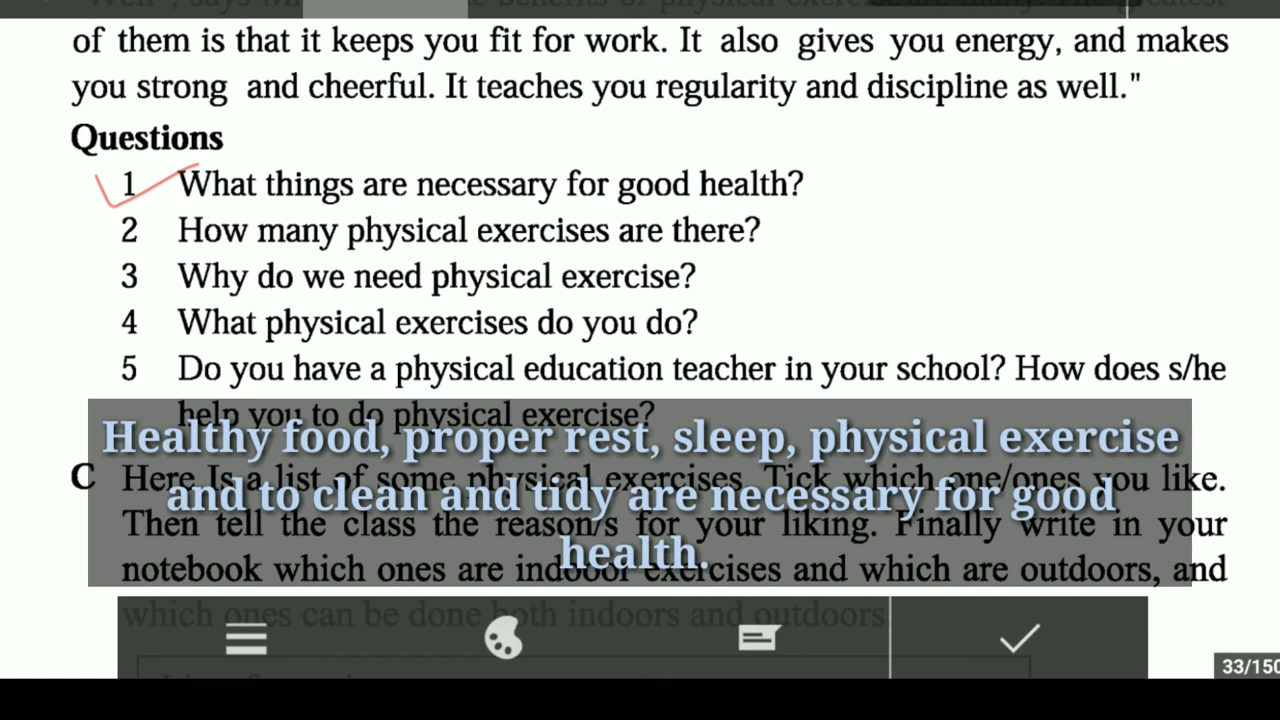 of them is that it keeps you fit for work. It also gives you energy, and makes
you strong and cheerful. It teaches you regularity and discipline as well."
Questions
1 What things are necessary for good health?
2 How many physical exercises are there?
3 Why do we need physical exercise?
4 What physical exercises do you do?
5 Do you have a physical education teacher in your school? How does s/he
help you to do physical exercise?
Healthy food, proper rest, sleep, physical exercise
and to clean and tidy are necessary for good
health.
C Here Is a list of some physical exercises. Tick which one/ones you like.
Then tell the class the reason/s for your liking. Finally write in your
notebook which ones are indooor exercises and which are outdoors, and
which ones can be done both indoors and outdoors.
33/150